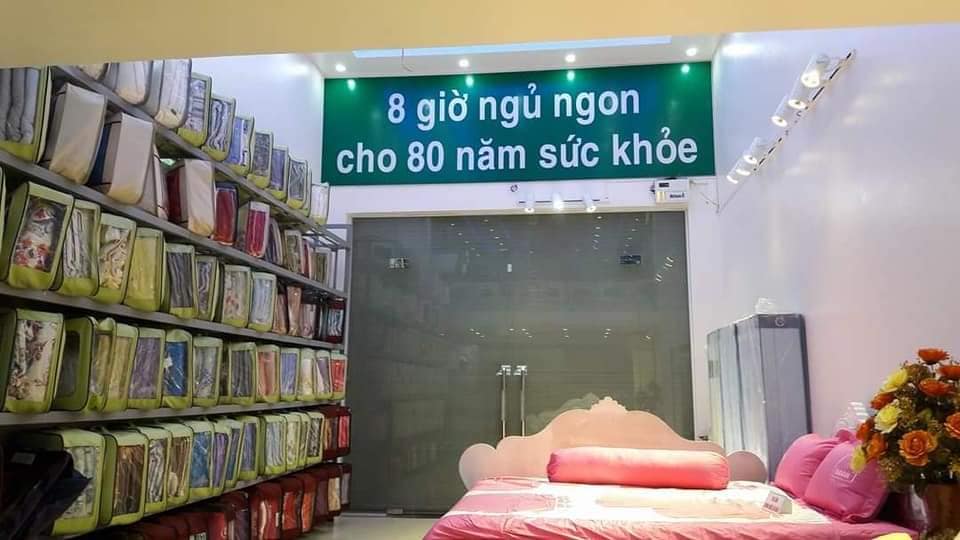 8 giờ ngủ ngon
cho 80 năm sức khỏe